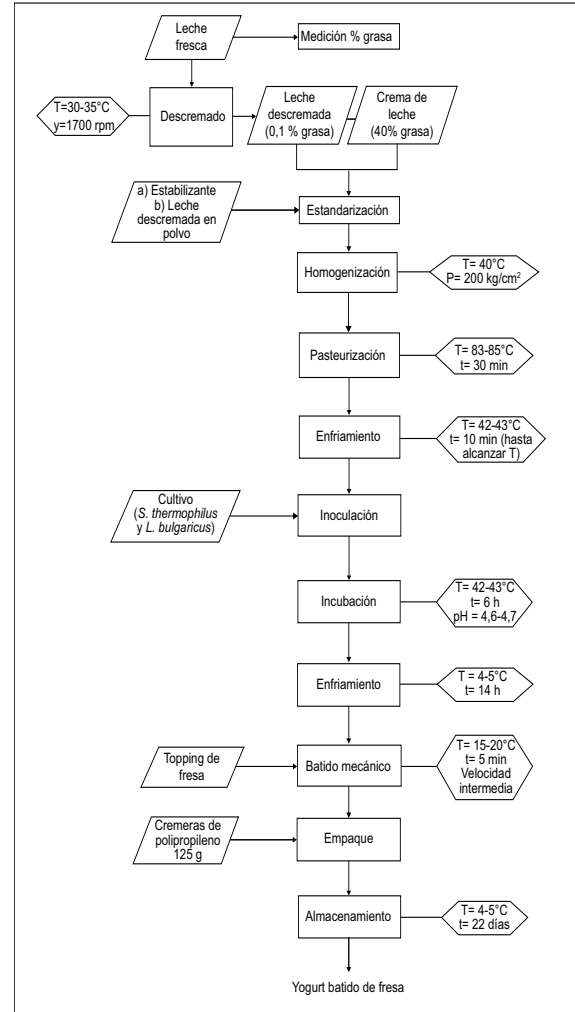 Leche
fresca
Medición % grasa
T=30-35°C
y=1700 rpm
Descremado
Leche
descremada
(0,1 % grasa)
Crema de
leche
(40% grasa)
a) Estabilizante
b) Leche
descremada en
polvo
Estandarización
Homogenización
T= 40°C
P= 200 kg/cm²
Pasteurización
T= 83-85°C
t= 30 min
Enfriamiento
T= 42-43°C
t= 10 min (hasta
alcanzar T)
Cultivo
(S. thermophilus
y L. bulgaricus)
Inoculación
Incubación
T= 42-43°C
t= 6 h
pH = 4,6-4,7
Enfriamiento
T = 4-5°C
t= 14 h
Topping de
fresa
Batido mecánico
T= 15-20°C
t= 5 min
Velocidad
intermedia
Cremeras de
polipropileno
125 g
Empaque
Almacenamiento
T= 4-5°C
t= 22 días
Yogurt batido de fresa